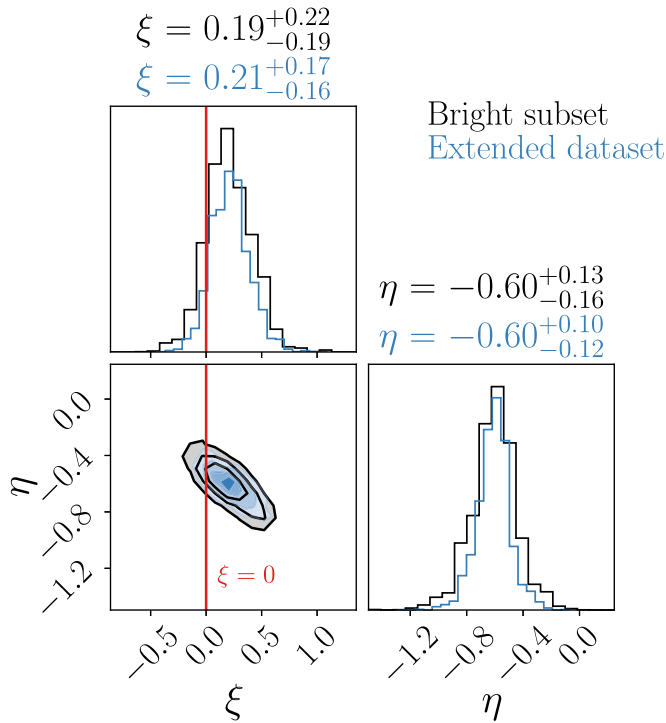 ξ = 0.19^{+0.22}_{−0.19}
ξ = 0.21^{+0.17}_{−0.16}
Bright subset
Extended dataset
η = −0.60^{+0.13}_{−0.16}
η = −0.60^{+0.10}_{−0.12}
0.0
−0.4
−0.8
−1.2
η
ξ = 0
−0.5 0.0 0.5 1.0
ξ
−1.2 −0.8 −0.4 0.0
η